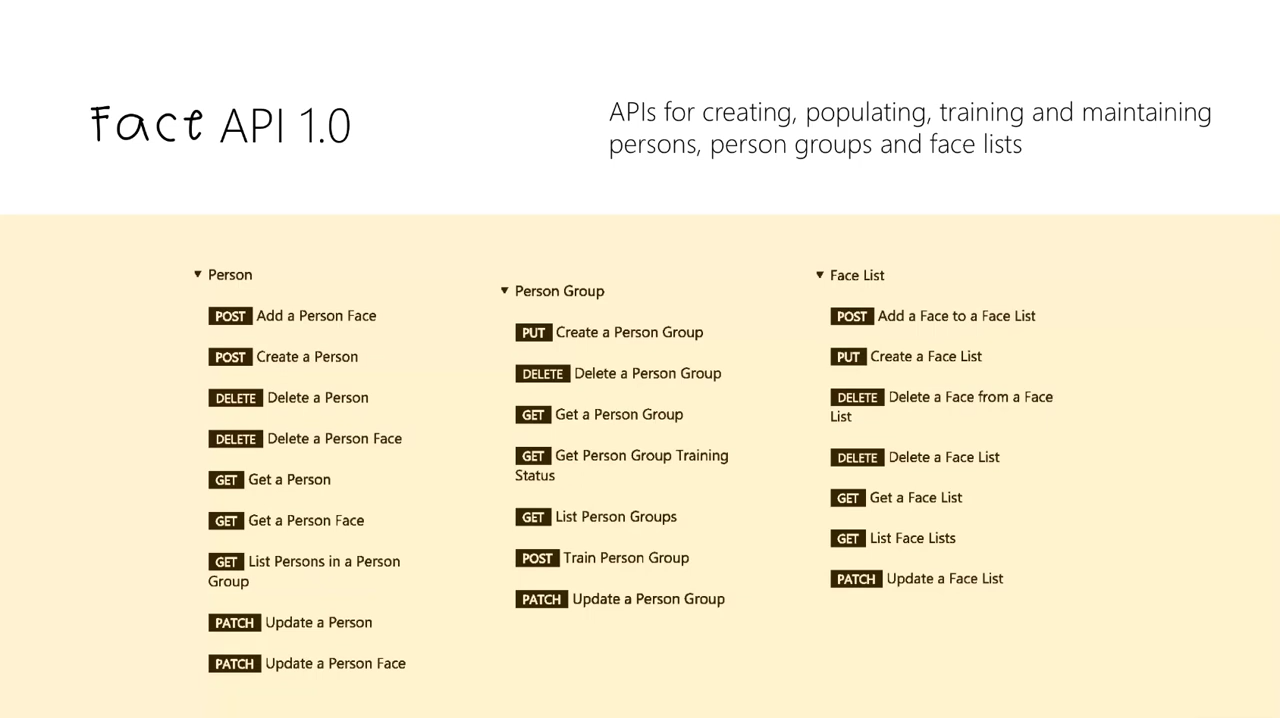 Face API 1.0
APIs for creating, populating, training and maintaining
persons, person groups and face lists
Person
POST Add a Person Face
POST Create a Person
DELETE Delete a Person
DELETE Delete a Person Face
GET Get a Person
GET Get a Person Face
GET List Persons in a Person
Group
PATCH Update a Person
PATCH Update a Person Face
Person Group
PUT Create a Person Group
DELETE Delete a Person Group
GET Get a Person Group
GET Get Person Group Training
Status
GET List Person Groups
POST Train Person Group
PATCH Update a Person Group
Face List
POST Add a Face to a Face List
PUT Create a Face List
DELETE Delete a Face from a Face
List
DELETE Delete a Face List
GET Get a Face List
GET List Face Lists
PATCH Update a Face List